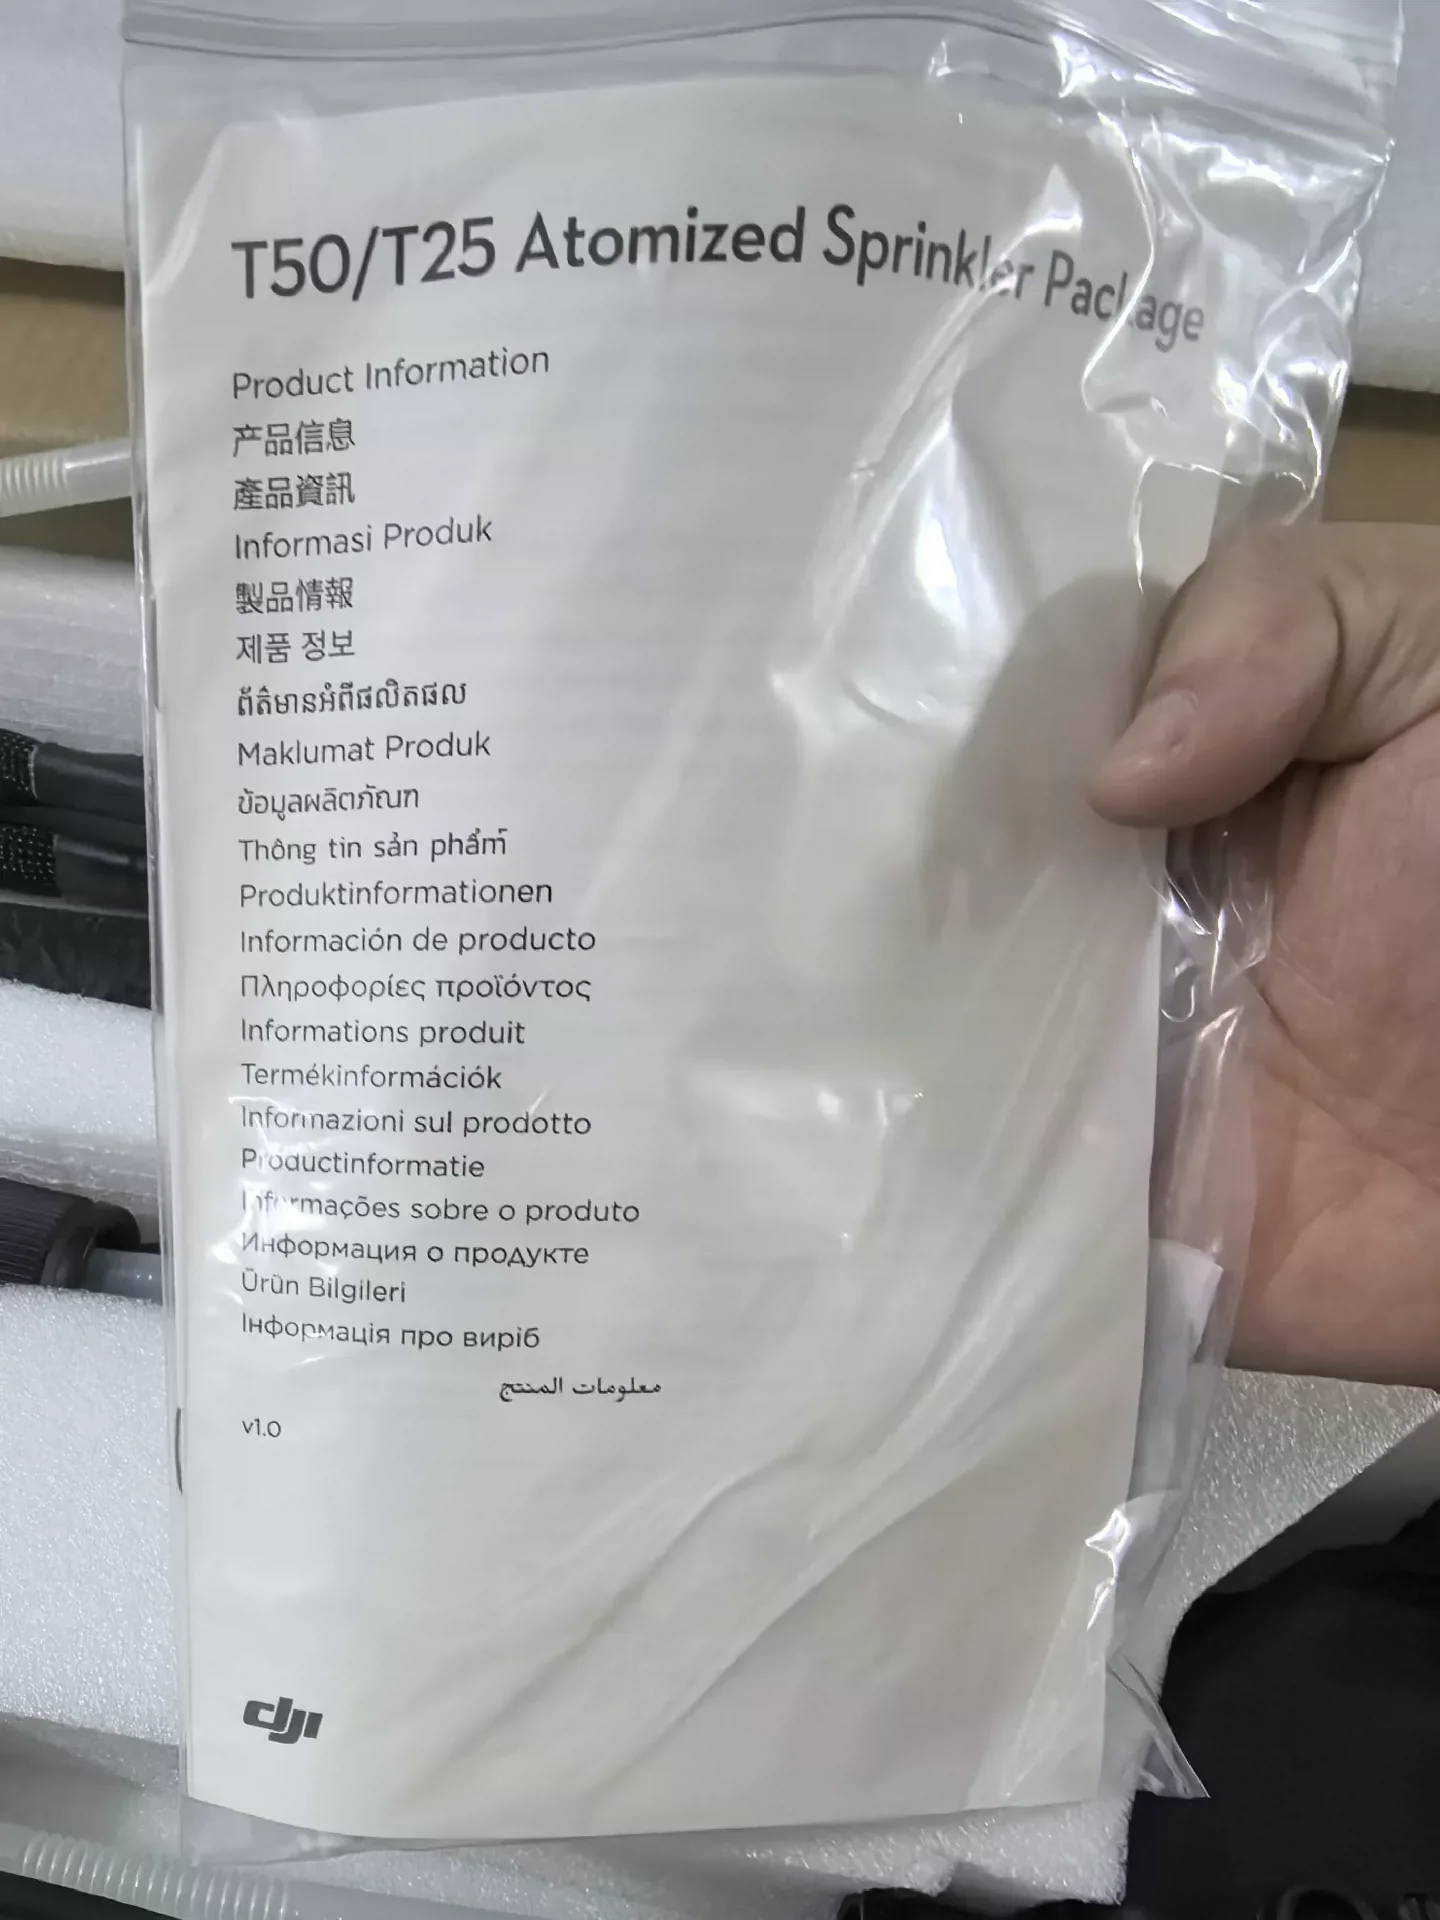 T50/T25 Atomized Sprinkler Package
Product Information
产品信息
產品資訊
Informasi Produk
製品情報
제품 정보
ព័ត៌មានអំពីផលិតផល
Maklumat Produk
ข้อมูลผลิตภัณฑ์
Thông tin sản phẩm
Produktinformationen
Información de producto
Πληροφορίες προϊόντος
Informations produit
Termékinformációk
Informazioni sul prodotto
Productinformatie
Informações sobre o produto
Информация о продукте
Ürün Bilgileri
Інформація про виріб
معلومات المنتج
v1.0
dji